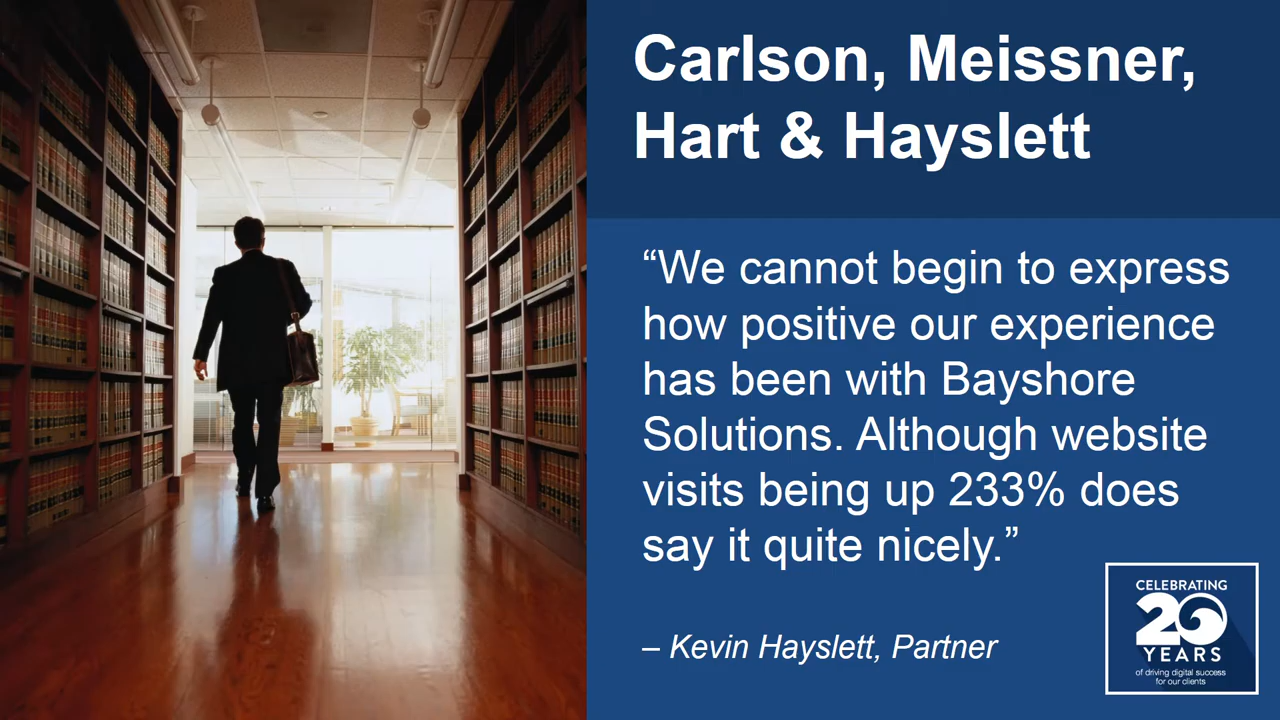 Carlson, Meissner,
Hart & Hayslett
“We cannot begin to express
how positive our experience
has been with Bayshore
Solutions. Although website
visits being up 233% does
say it quite nicely.”
– Kevin Hayslett, Partner
CELEBRATING
20
YEARS
of driving digital success
for our clients